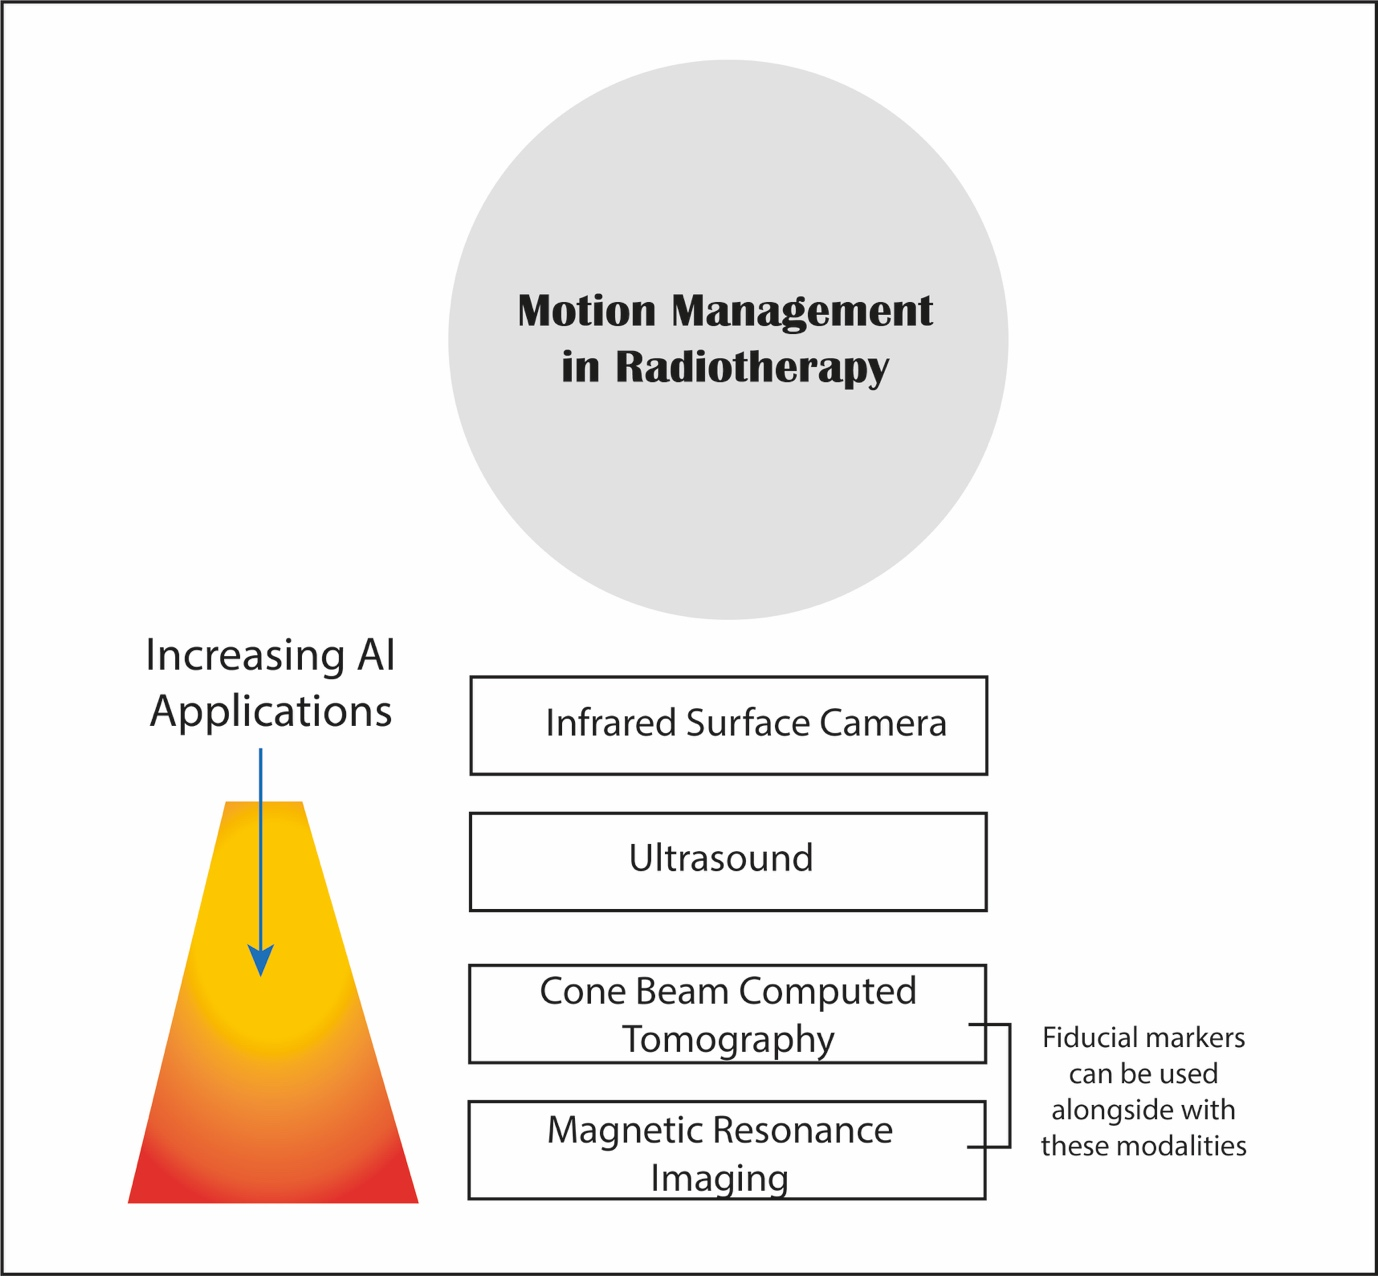 Motion Management
in Radiotherapy
Increasing AI
Applications
Infrared Surface Camera
Ultrasound
Cone Beam Computed
Tomography
Magnetic Resonance
Imaging
Fiducial markers
can be used
alongside with
these modalities